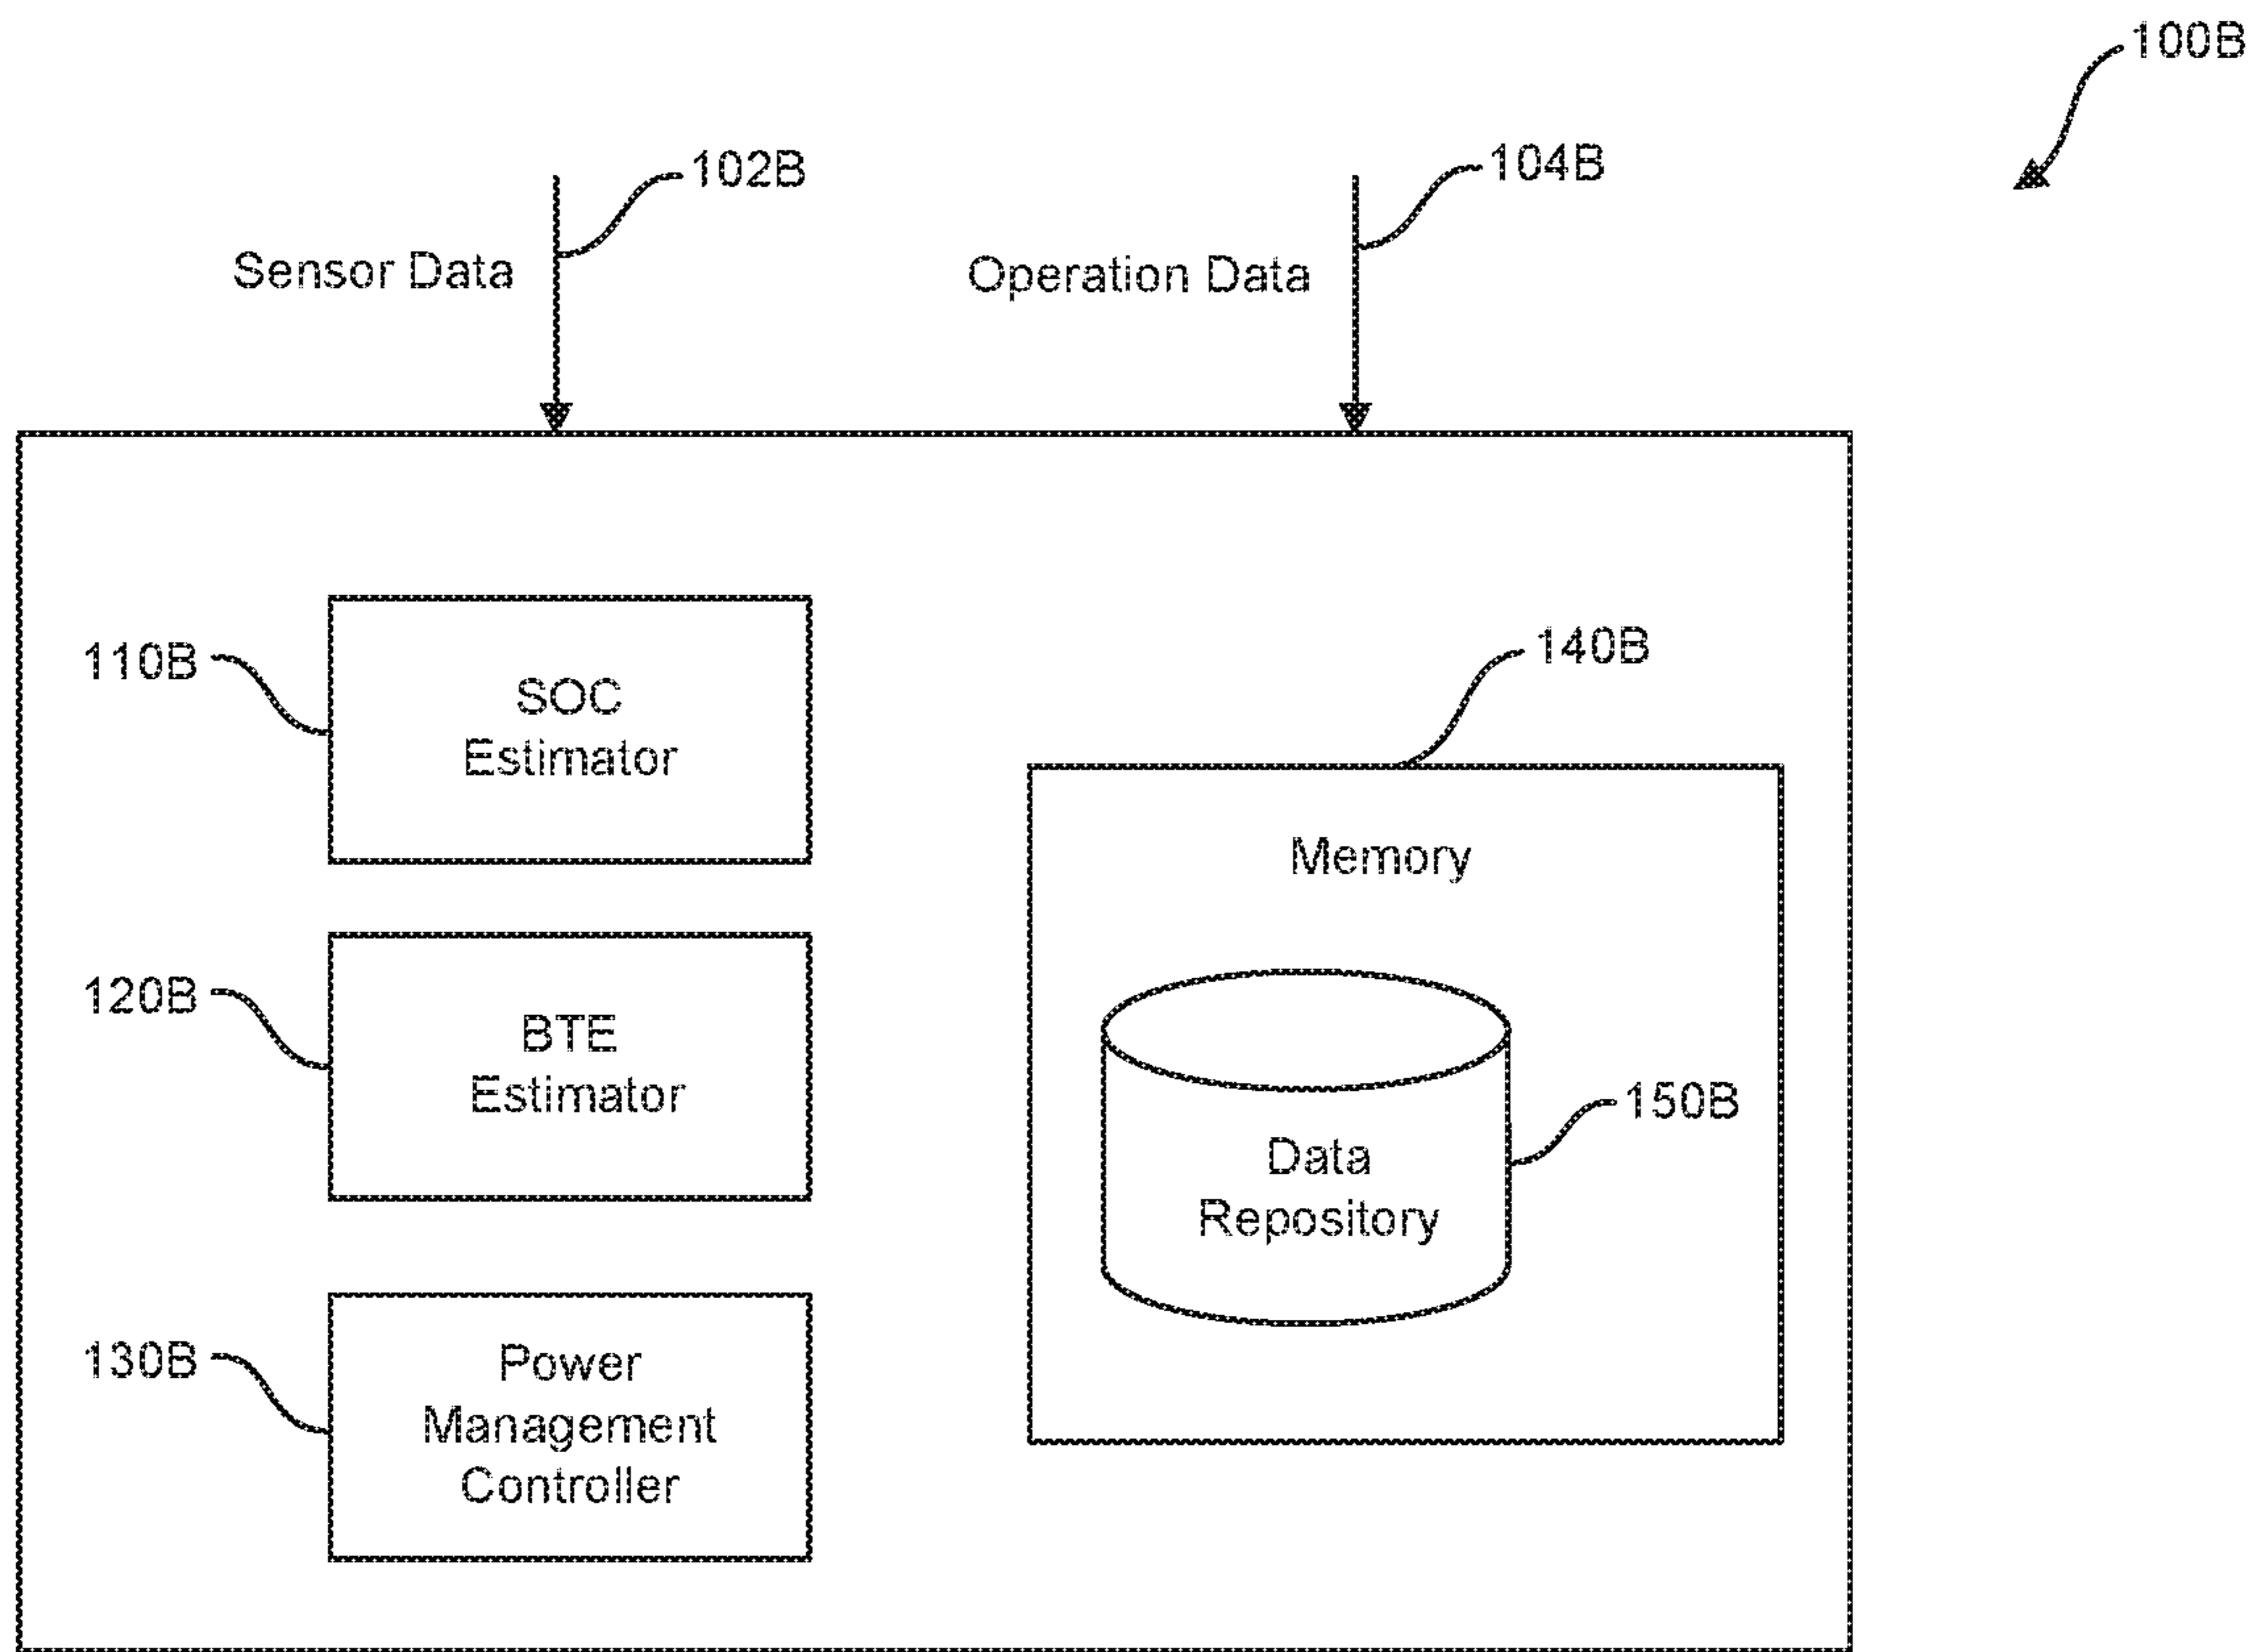 100B
102B
104B
Sensor Data
Operation Data
110B
SOC
Estimator
140B
Memory
120B
BTE
Estimator
150B
Data
Repository
130B
Power
Management
Controller